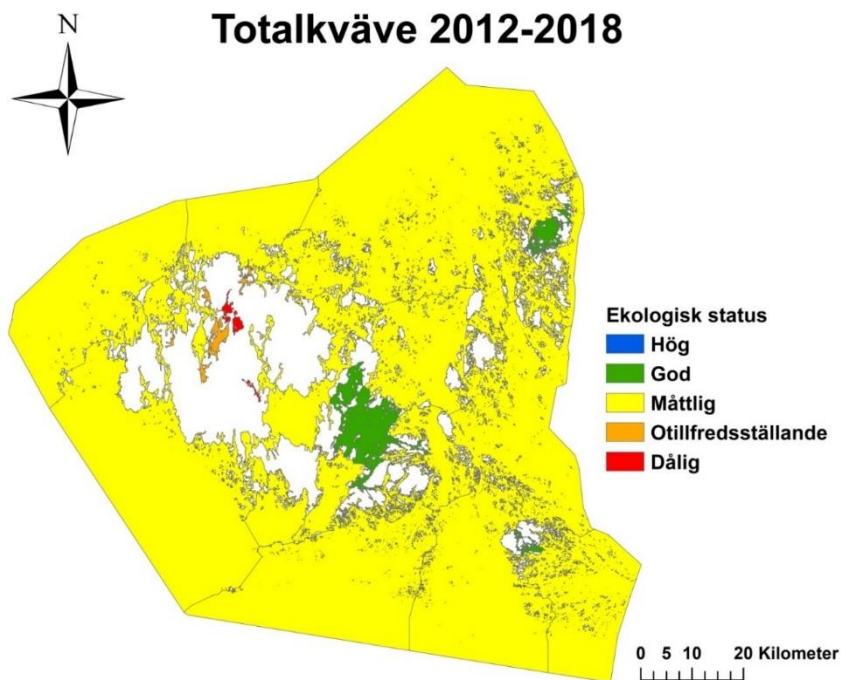 Totalkväve 2012-2018
N
Ekologisk status
Hög
God
Måttlig
Otillfredsställande
Dålig
0 5 10 20 Kilometer